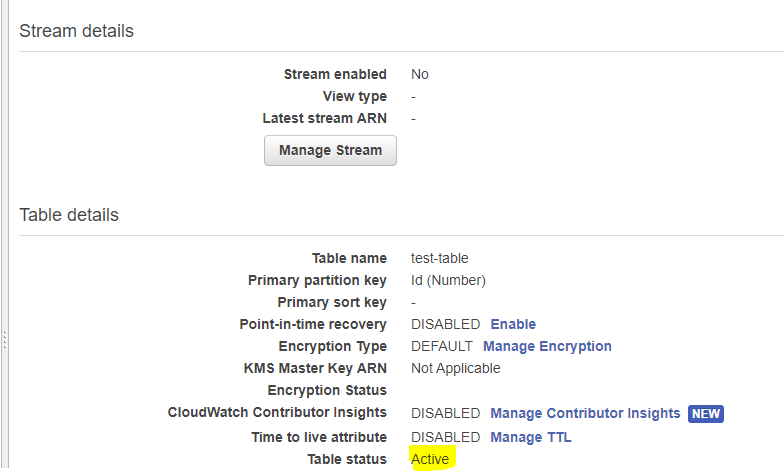 Stream details
Stream enabled No
View type -
Latest stream ARN -
Manage Stream
Table details
Table name test-table
Primary partition key Id (Number)
Primary sort key -
Point-in-time recovery DISABLED Enable
Encryption Type DEFAULT Manage Encryption
KMS Master Key ARN Not Applicable
Encryption Status
CloudWatch Contributor Insights DISABLED Manage Contributor Insights NEW
Time to live attribute DISABLED Manage TTL
Table status Active